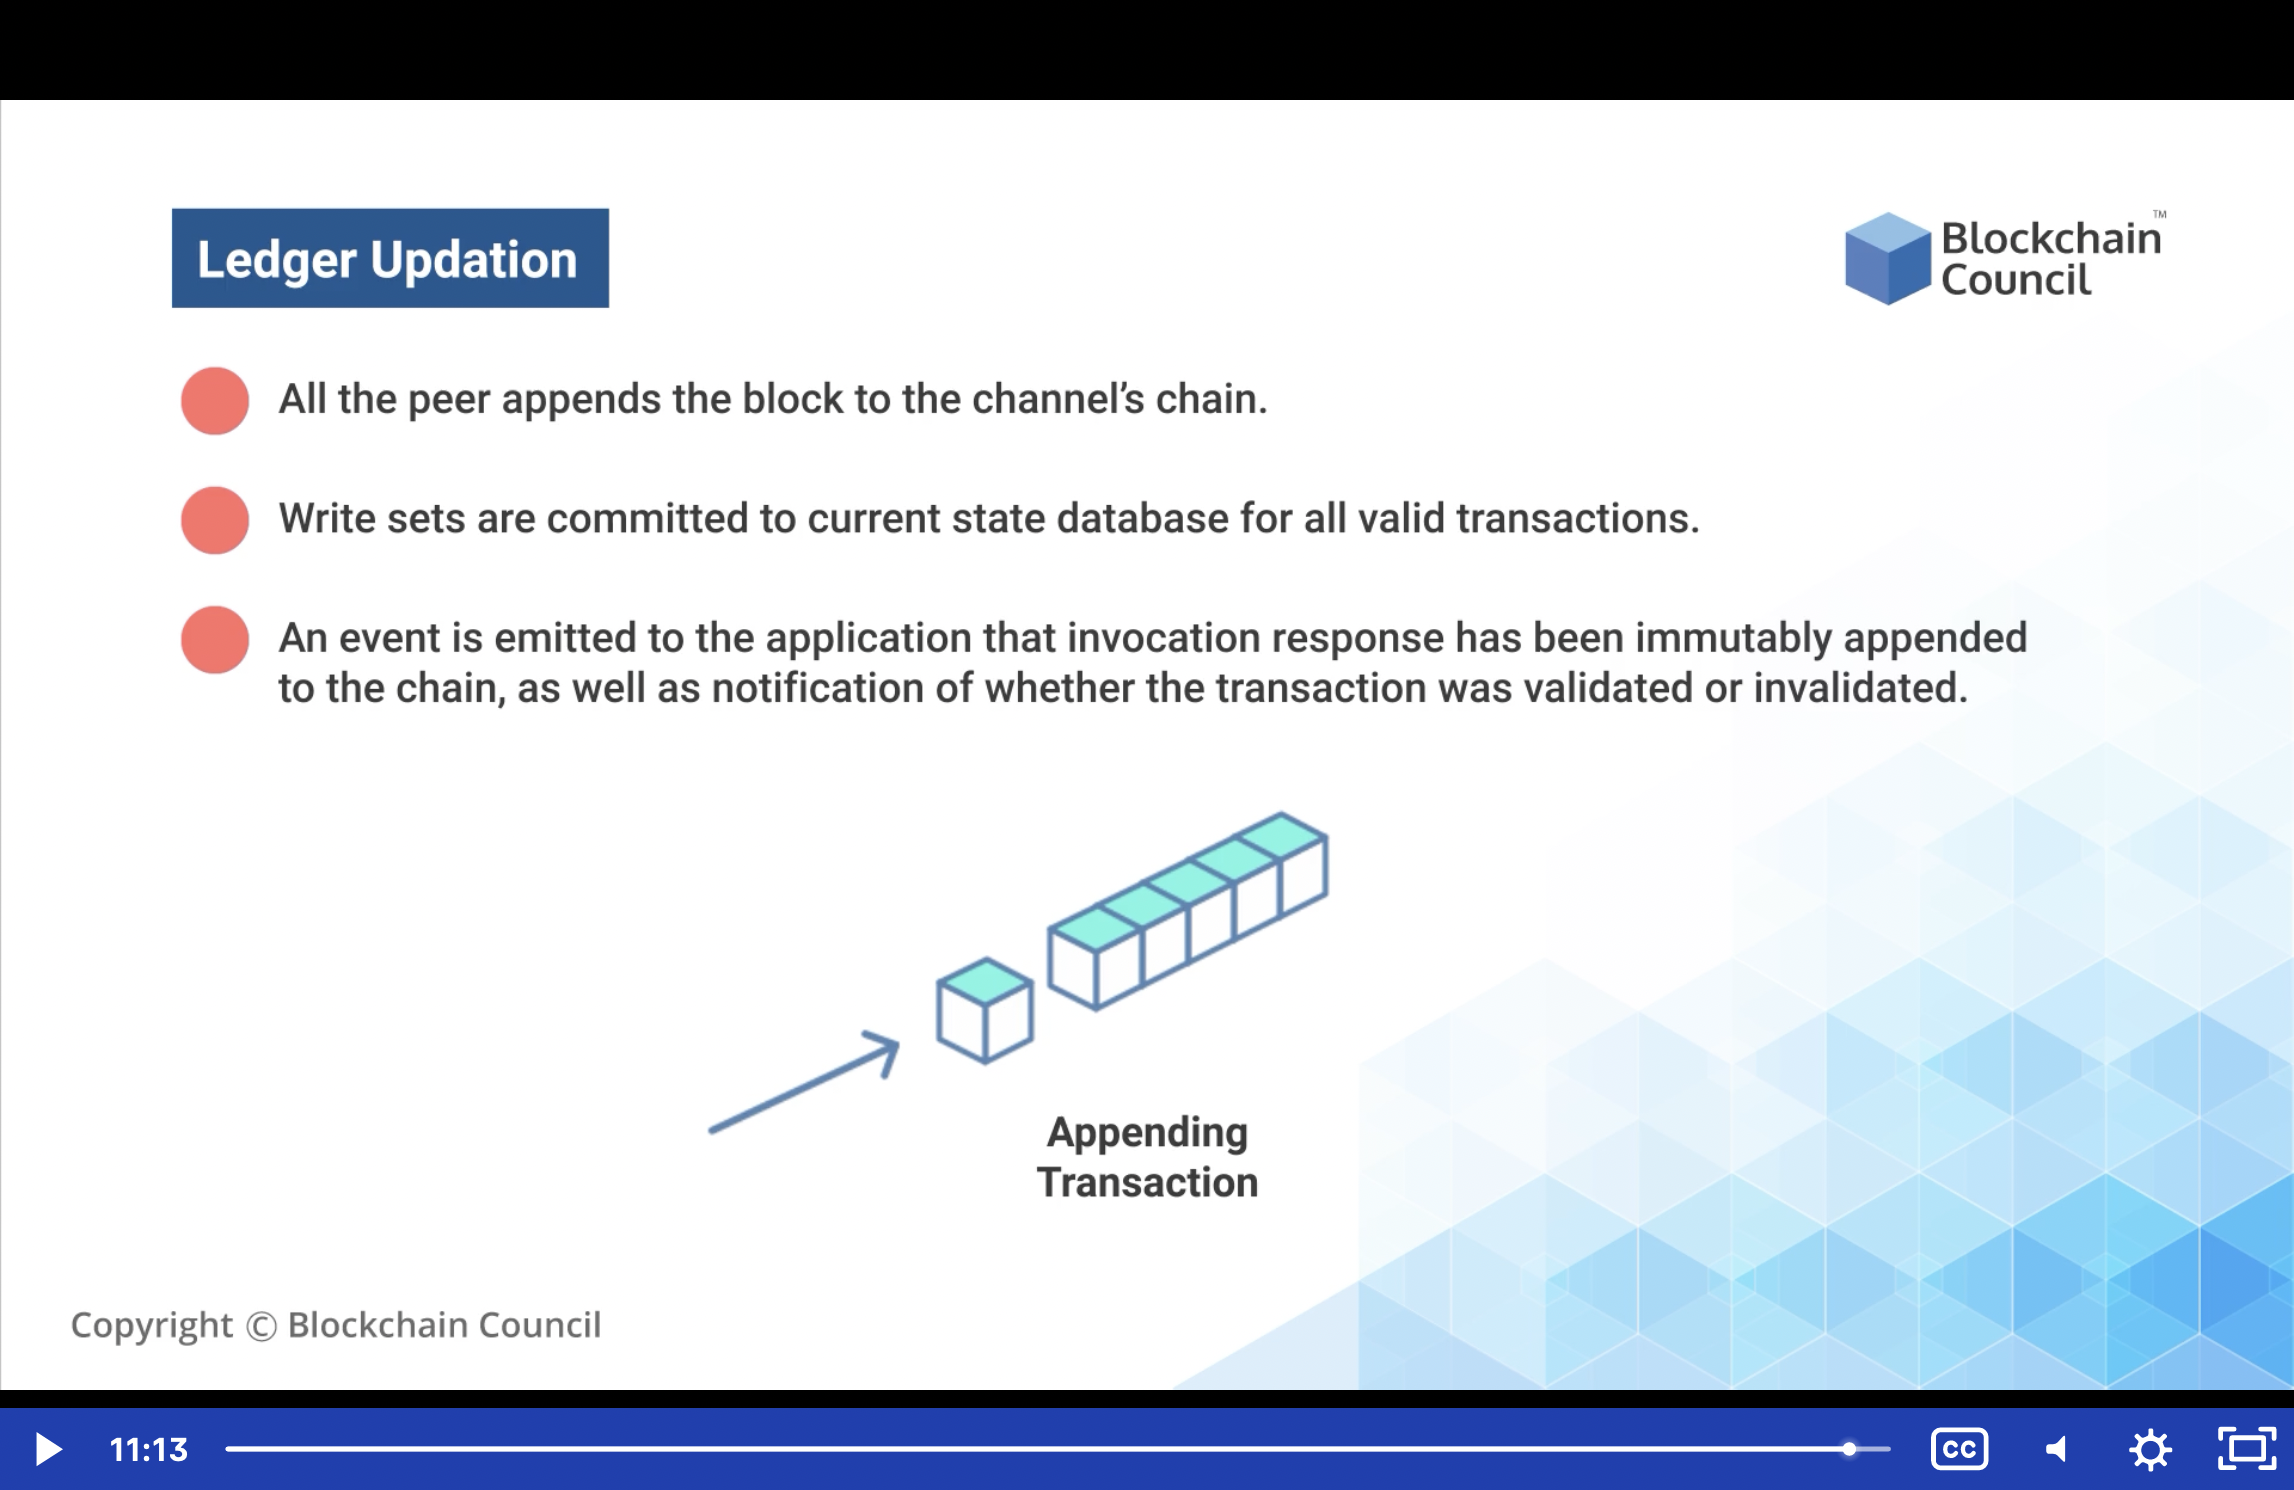 Ledger Updation
Blockchain
Council
TM
All the peer appends the block to the channel’s chain.
Write sets are committed to current state database for all valid transactions.
An event is emitted to the application that invocation response has been immutably appended
to the chain, as well as notification of whether the transaction was validated or invalidated.
Appending
Transaction
Copyright © Blockchain Council
11:13
CC